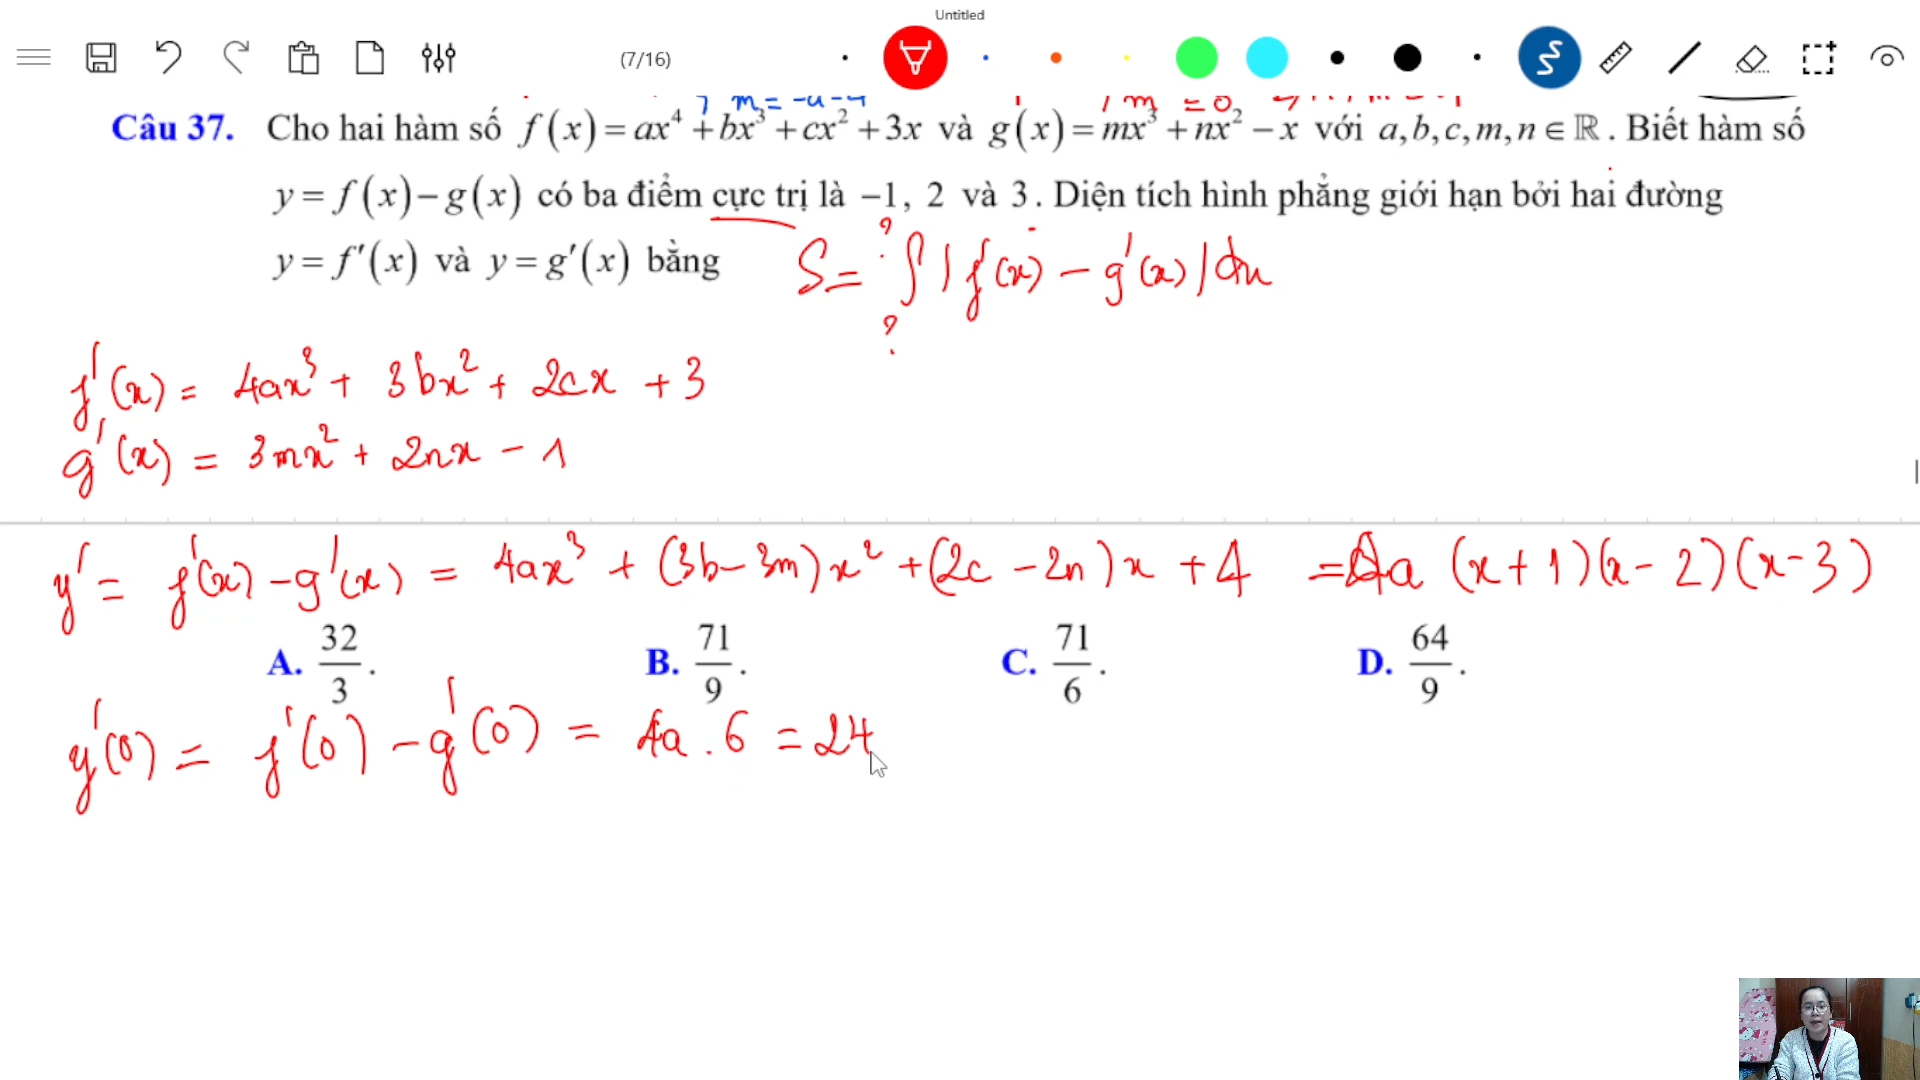 Untitled
(7/16)
m = -a-4 m = 0
Câu 37. Cho hai hàm số f(x)=ax⁴+bx³+cx²+3x và g(x)=mx³+nx²−x với a,b,c,m,n∈ℝ. Biết hàm số
y=f(x)−g(x) có ba điểm cực trị là −1, 2 và 3. Diện tích hình phẳng giới hạn bởi hai đường
y=f′(x) và y=g′(x) bằng
S = ∫ |f'(x) − g'(x)|dx
? ?
f'(x) = 4ax³ + 3bx² + 2cx + 3
g'(x) = 3mx² + 2nx − 1
y' = f'(x) − g'(x) = 4ax³ + (3b−3m)x² + (2c−2n)x + 4 = 4a (x+1)(x−2)(x−3)
A. 32/3. B. 71/9. C. 71/6. D. 64/9.
y'(0) = f'(0) − g'(0) = 4a.6 = 24